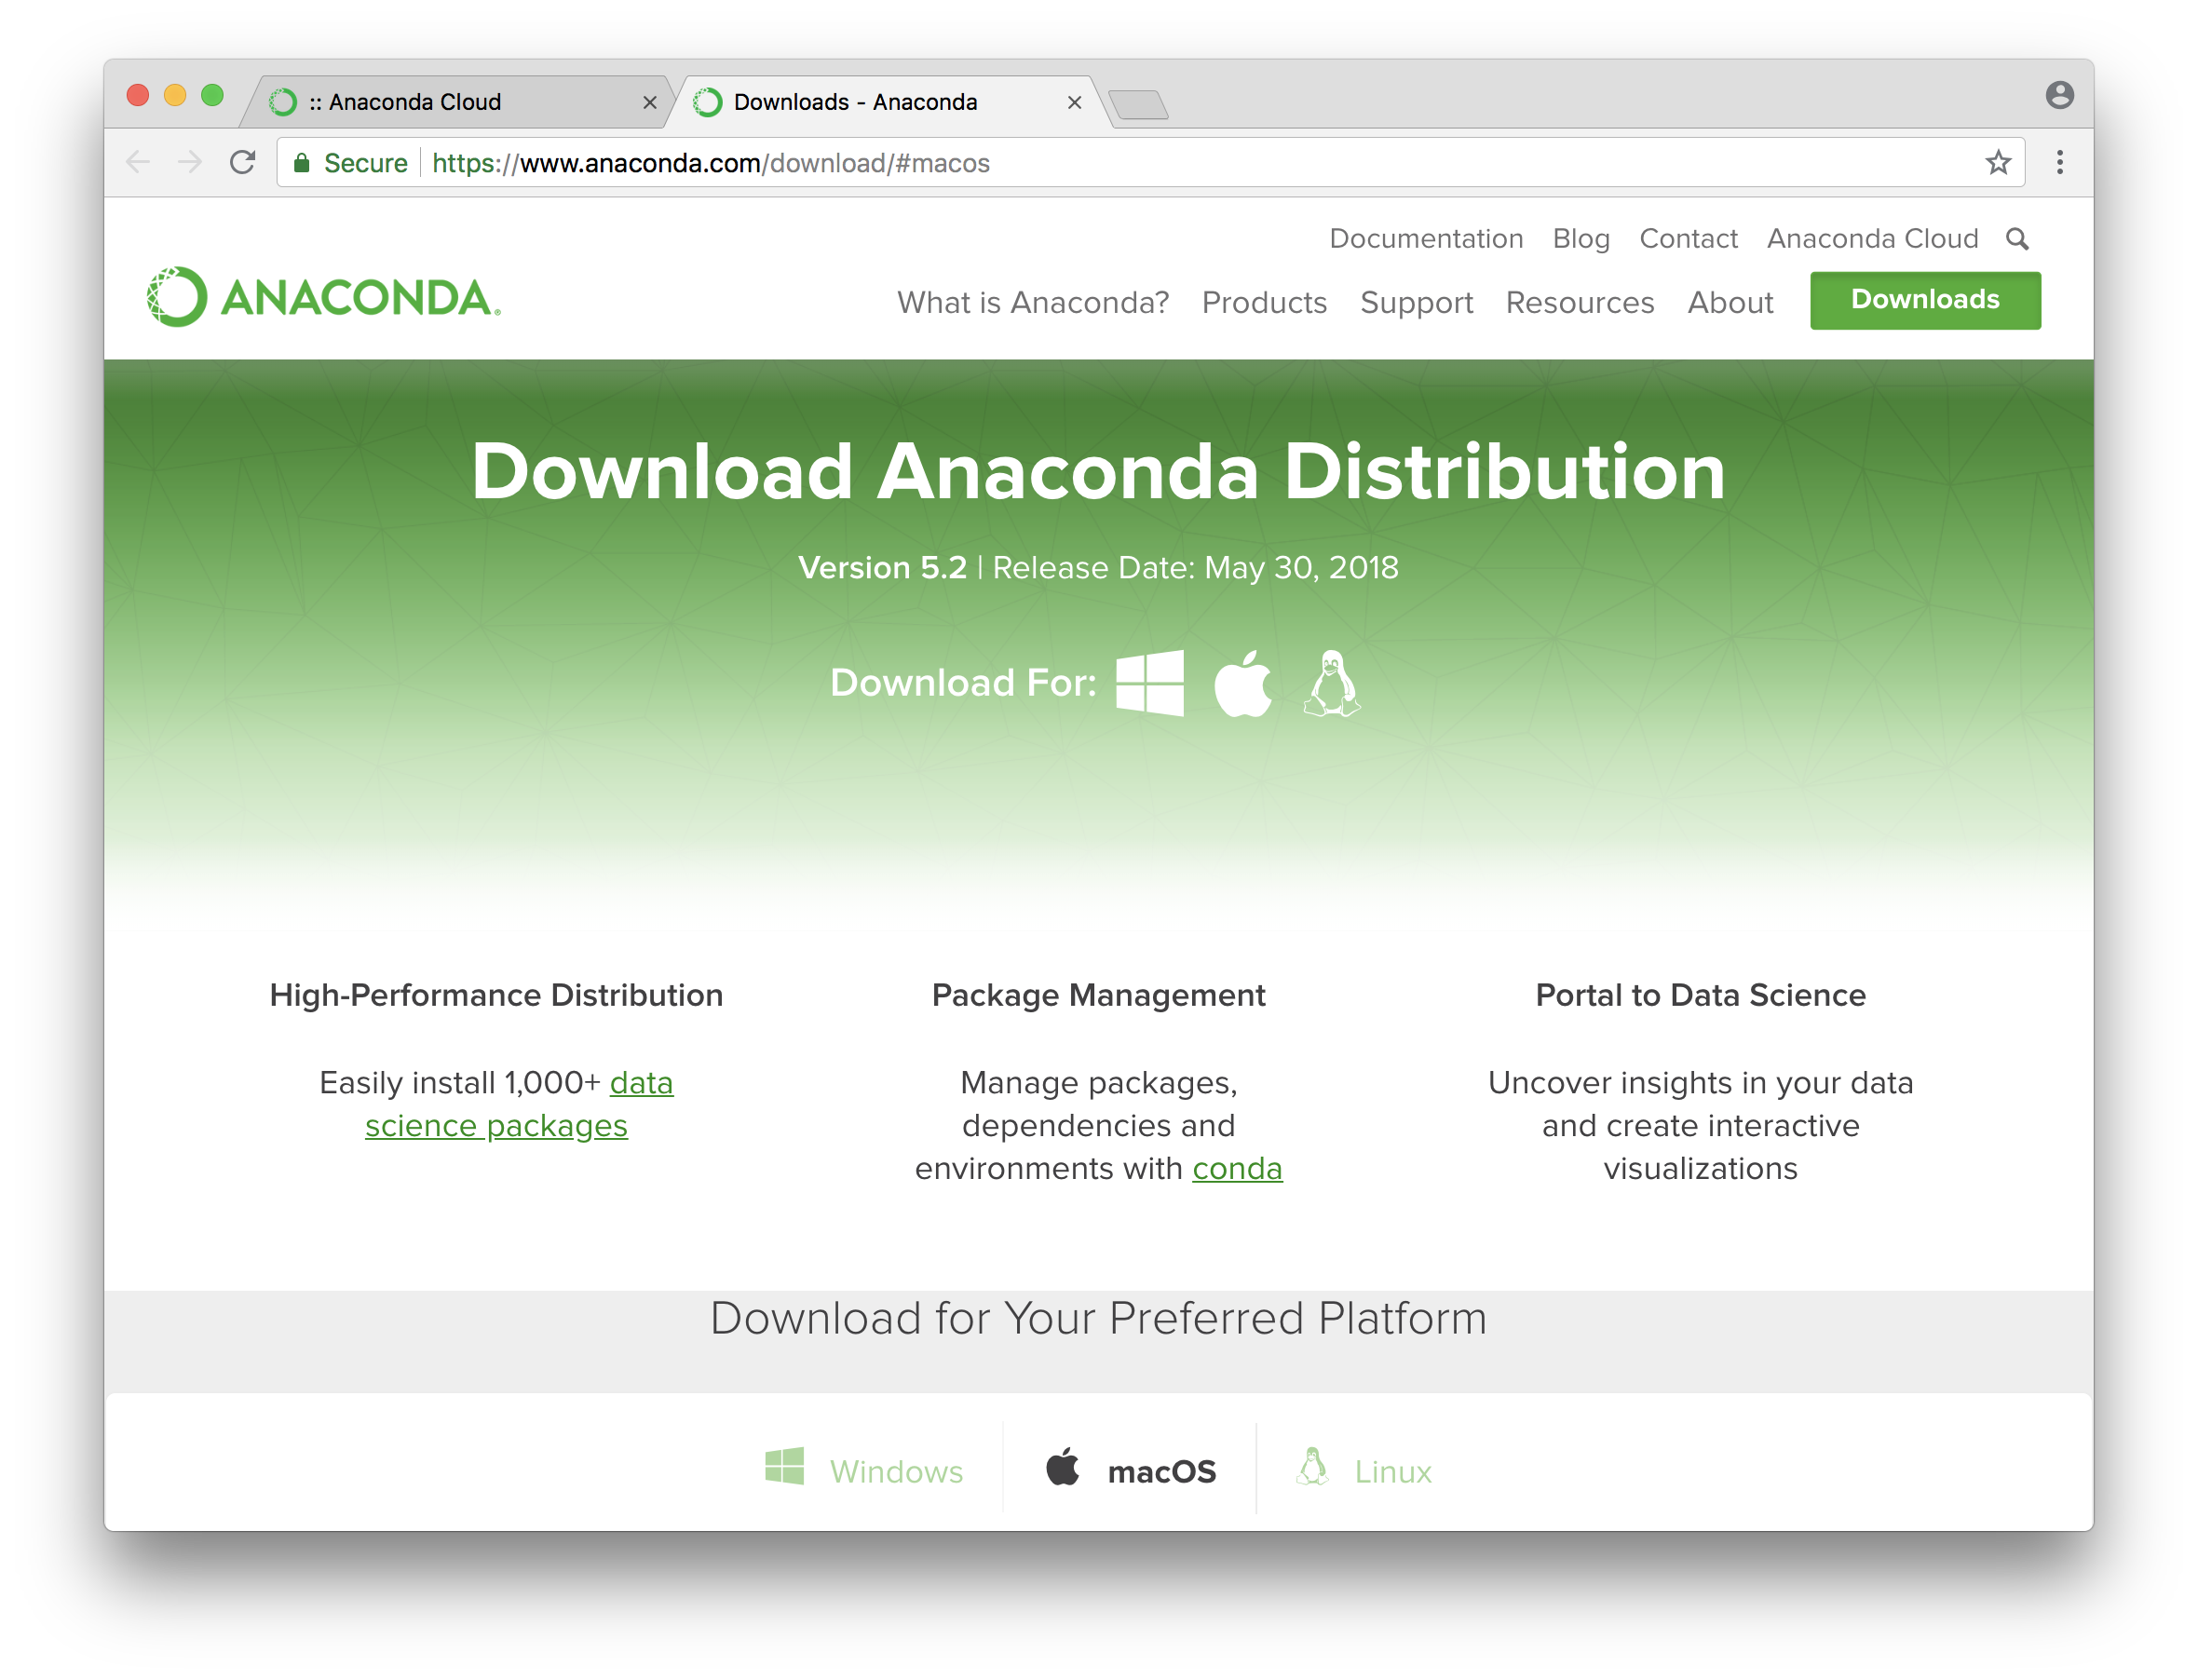 :: Anaconda Cloud
Downloads - Anaconda
Secure
https://www.anaconda.com/download/#macos
Documentation Blog Contact Anaconda Cloud
ANACONDA®
What is Anaconda? Products Support Resources About Downloads
Download Anaconda Distribution
Version 5.2 | Release Date: May 30, 2018
Download For:
High-Performance Distribution
Easily install 1,000+ data
science packages
Package Management
Manage packages,
dependencies and
environments with conda
Portal to Data Science
Uncover insights in your data
and create interactive
visualizations
Download for Your Preferred Platform
Windows
macOS
Linux